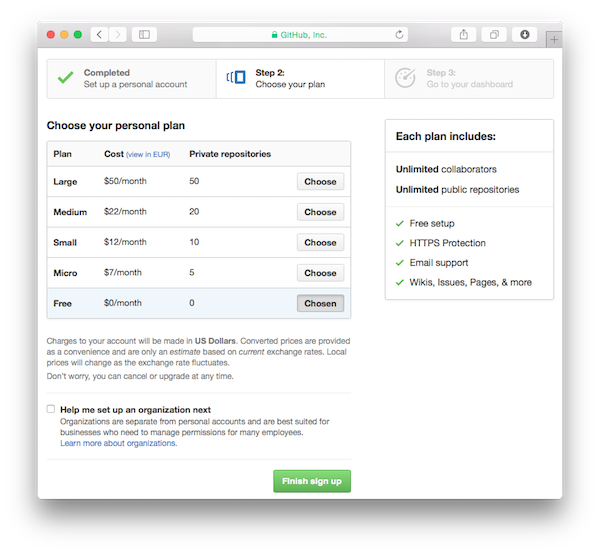 GitHub, Inc.
Completed
Set up a personal account
Step 2:
Choose your plan
Step 3:
Go to your dashboard
Choose your personal plan
Plan Cost (view in EUR) Private repositories
Large $50/month 50 Choose
Medium $22/month 20 Choose
Small $12/month 10 Choose
Micro $7/month 5 Choose
Free $0/month 0 Chosen
Charges to your account will be made in US Dollars. Converted prices are provided
as a convenience and are only an estimate based on current exchange rates. Local
prices will change as the exchange rate fluctuates.
Don't worry, you can cancel or upgrade at any time.
Help me set up an organization next
Organizations are separate from personal accounts and are best suited for
businesses who need to manage permissions for many employees.
Learn more about organizations.
Finish sign up
Each plan includes:
Unlimited collaborators
Unlimited public repositories
Free setup
HTTPS Protection
Email support
Wikis, Issues, Pages, & more